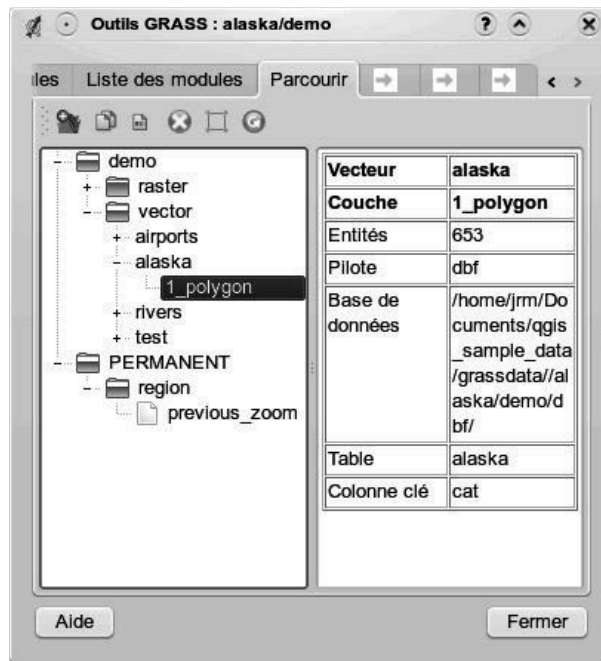 Outils GRASS : alaska/demo
les Liste des modules Parcourir
demo
raster
vector
airports
alaska
1_polygon
rivers
test
PERMANENT
region
previous_zoom
Vecteur alaska
Couche 1_polygon
Entités 653
Pilote dbf
Base de /home/jrm/Do
données cuments/qgis
_sample_data
/grassdata//al
aska/demo/d
bf/
Table alaska
Colonne clé cat
Aide Fermer